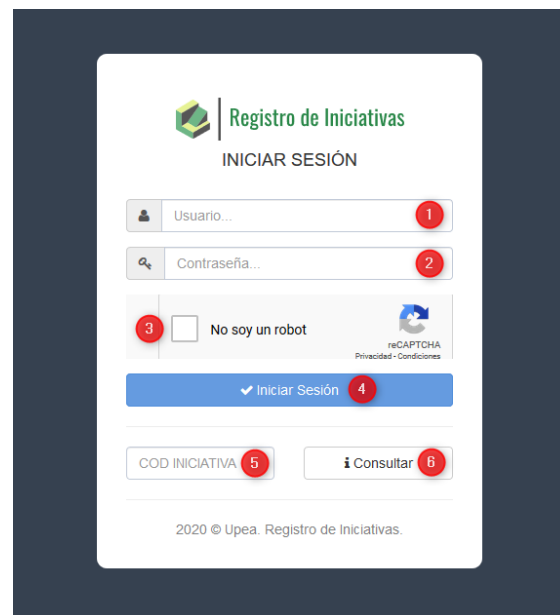 Registro de Iniciativas
INICIAR SESIÓN
Usuario... 1
Contraseña... 2
3 No soy un robot
reCAPTCHA
Privacidad - Condiciones
Iniciar Sesión 4
COD INICIATIVA 5
Consultar 6
2020 © Upea. Registro de Iniciativas.